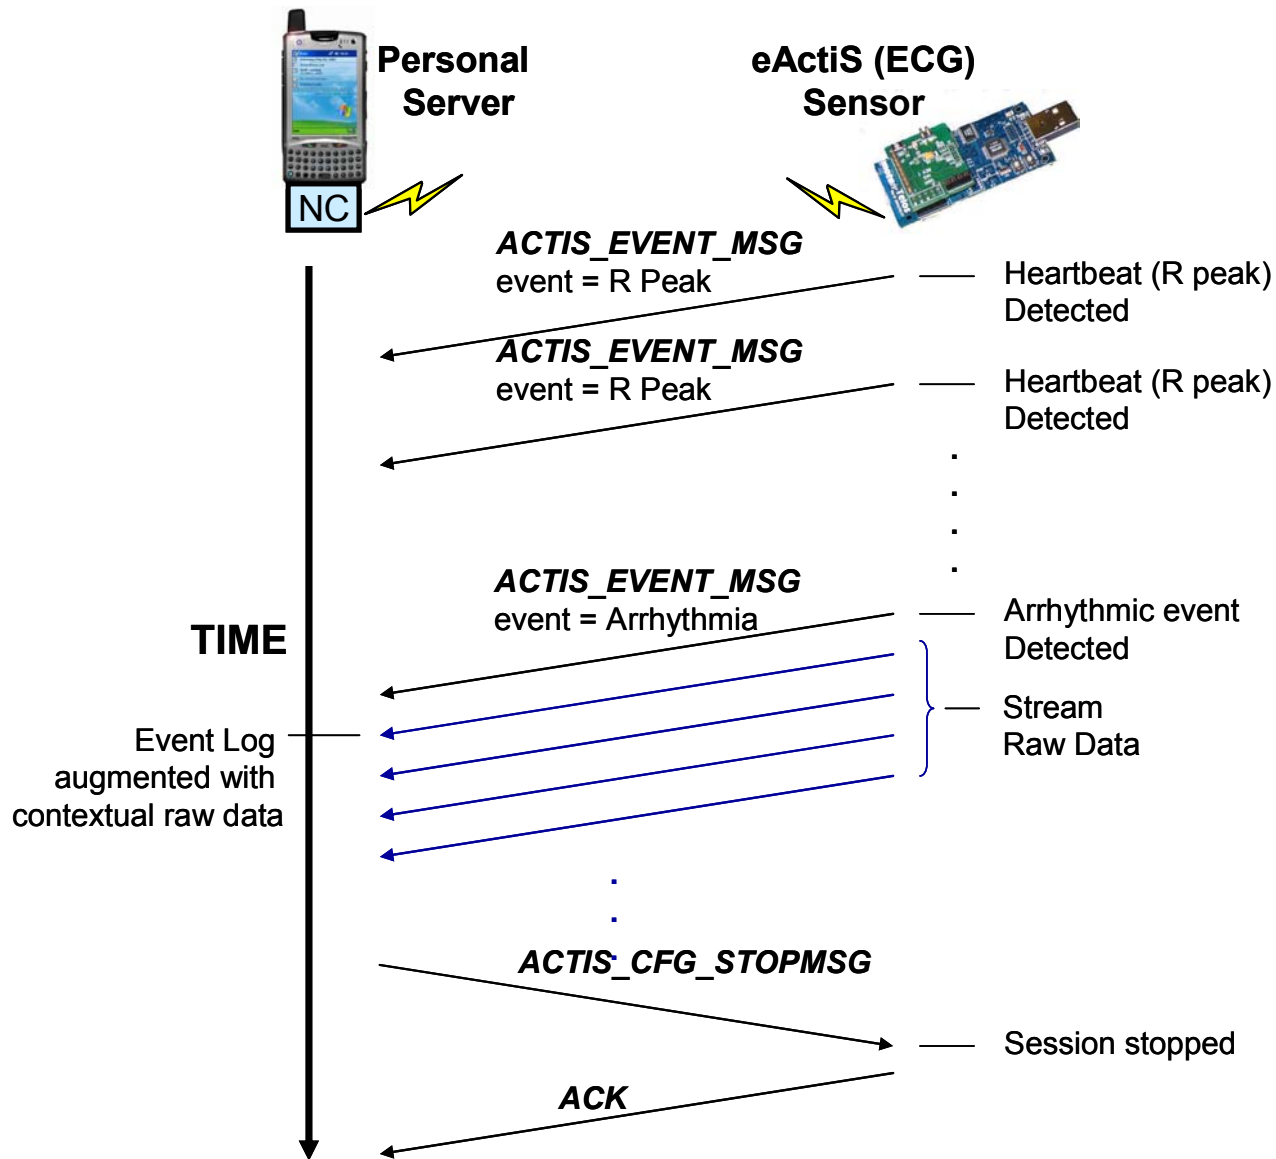 Personal
Server
eActiS (ECG)
Sensor
NC
ACTIS_EVENT_MSG
event = R Peak
Heartbeat (R peak)
Detected
ACTIS_EVENT_MSG
event = R Peak
Heartbeat (R peak)
Detected
ACTIS_EVENT_MSG
event = Arrhythmia
Arrhythmic event
Detected
TIME
Stream
Raw Data
Event Log
augmented with
contextual raw data
ACTIS_CFG_STOPMSG
Session stopped
ACK